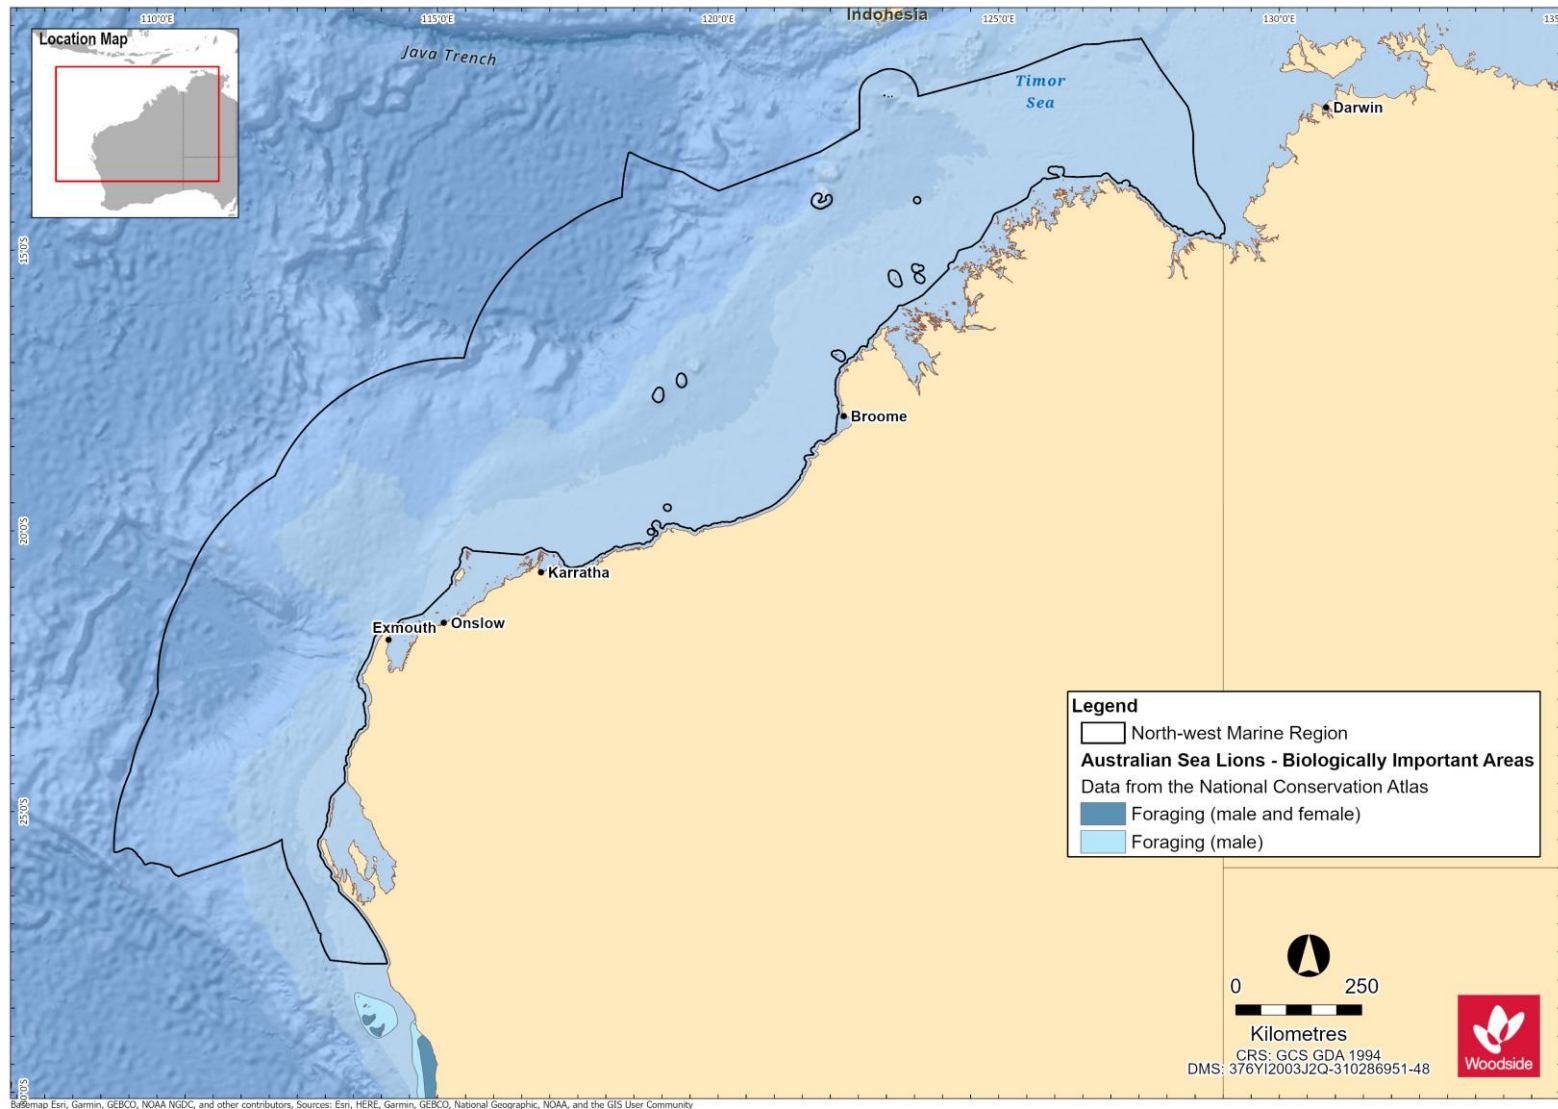 110°0'E
115°0'E
120°0'E
Indonesia
125°0'E
130°0'E
Location Map
Java Trench
Timor
Sea
Darwin
15°0'S
Broome
20°0'S
Karratha
Exmouth
Onslow
25°0'S
Legend
North-west Marine Region
Australian Sea Lions - Biologically Important Areas
Data from the National Conservation Atlas
Foraging (male and female)
Foraging (male)
0 250
Kilometres
CRS: GCS GDA 1994
DMS: 376YI2003J2Q-310286951-48
Woodside
Basemap Esri, Garmin, GEBCO, NOAA NGDC, and other contributors, Sources: Esri, HERE, Garmin, GEBCO, National Geographic, NOAA, and the GIS User Community